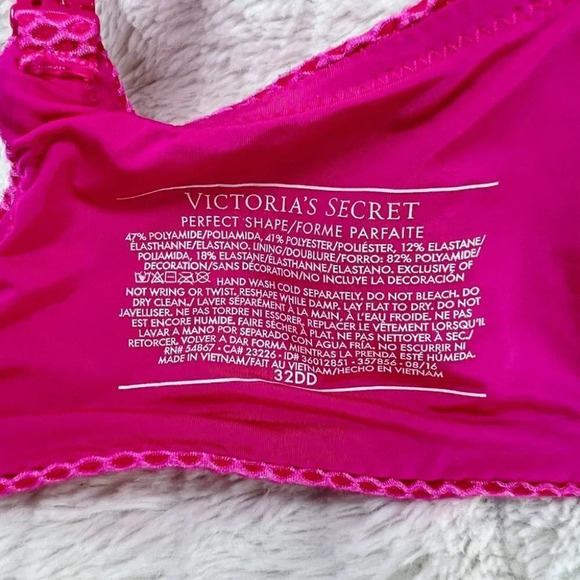 VICTORIA'S SECRET
PERFECT SHAPE/FORME PARFAITE
47% POLYAMIDE/POLIAMIDA, 41% POLYESTER/POLIÉSTER, 12% ELASTANE/
ÉLASTHANNE/ELASTANO. LINING/DOUBLURE/FORRO: 82% POLYAMIDE/
POLIAMIDA, 18% ELASTANE/ÉLASTHANNE/ELASTANO. EXCLUSIVE OF
DECORATION/SANS DÉCORATION/NO INCLUYE LA DECORACIÓN
HAND WASH COLD SEPARATELY. DO NOT BLEACH. DO
NOT WRING OR TWIST. RESHAPE WHILE DAMP. LAY FLAT TO DRY. DO NOT
DRY CLEAN./ LAVER SÉPARÉMENT À LA MAIN, À L'EAU FROIDE. NE PAS
JAVELLISER. NE PAS TORDRE NI ESSORER. REPLACER LE VÊTEMENT LORSQU'IL
EST ENCORE HUMIDE. FAIRE SÉCHER À PLAT. NE PAS NETTOYER À SEC./
LAVAR A MANO POR SEPARADO CON AGUA FRÍA. NO ESCURRIR NI
RETORCER. VOLVER A DAR FORMA MIENTRAS LA PRENDA ESTÉ HÚMEDA.
RN# 54867 • CA# 23226 • ID# 36012851 • 357856 • 08/16
MADE IN VIETNAM/FAIT AU VIETNAM/HECHO EN VIETNAM
32DD